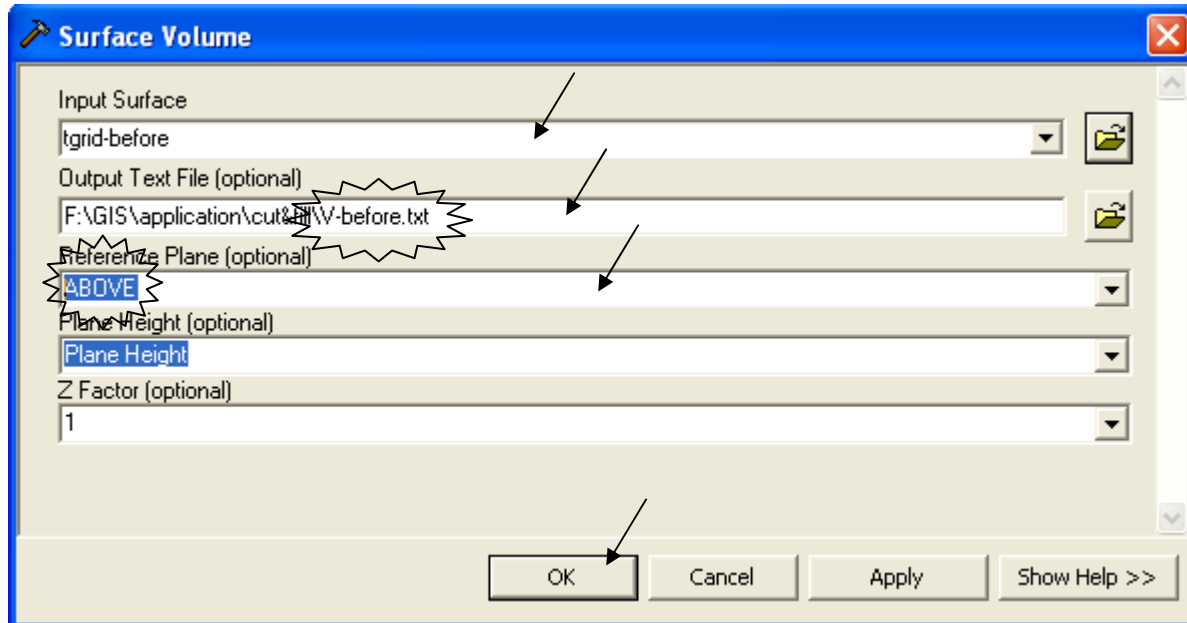 Surface Volume
Input Surface
tgrid-before
Output Text File (optional)
F:\GIS\application\cut&fill\V-before.txt
Reference Plane (optional)
ABOVE
Plane Height (optional)
Plane Height
Z Factor (optional)
1
OK Cancel Apply Show Help >>